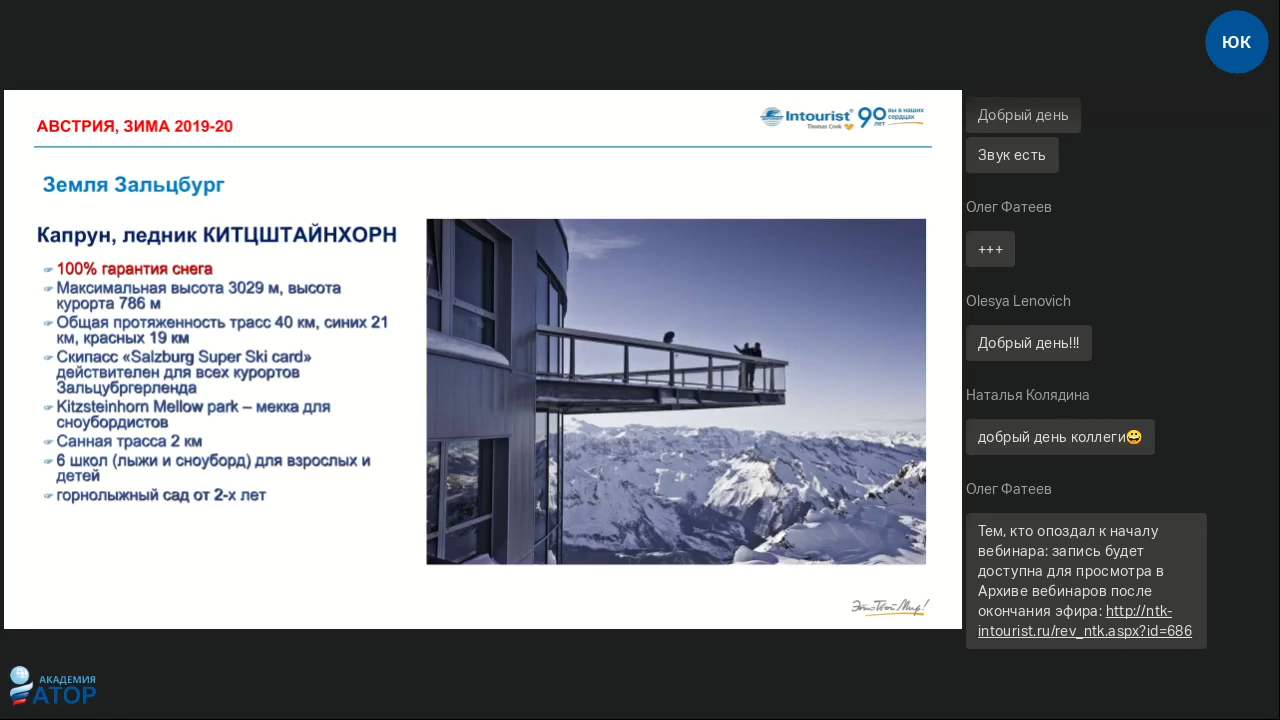 ЮК
АВСТРИЯ, ЗИМА 2019-20
Intourist
Thomas Cook
90 лет
вы в наших
сердцах
Земля Зальцбург
Капрун, ледник КИТЦШТАЙНХОРН
100% гарантия снега
Максимальная высота 3029 м, высота
курорта 786 м
Общая протяженность трасс 40 км, синих 21
км, красных 19 км
Скипасс «Salzburg Super Ski card»
действителен для всех курортов
Зальцубргерленда
Kitzsteinhorn Mellow park – мекка для
сноубордистов
Санная трасса 2 км
6 школ (лыжи и сноуборд) для взрослых и
детей
горнолыжный сад от 2-х лет
Это Твой Мир!
АКАДЕМИЯ
АТОР
Добрый день
Звук есть
Олег Фатеев
+++
Olesya Lenovich
Добрый день!!!
Наталья Колядина
добрый день коллеги😀
Олег Фатеев
Тем, кто опоздал к началу
вебинара: запись будет
доступна для просмотра в
Архиве вебинаров после
окончания эфира: http://ntk-
intourist.ru/rev_ntk.aspx?id=686